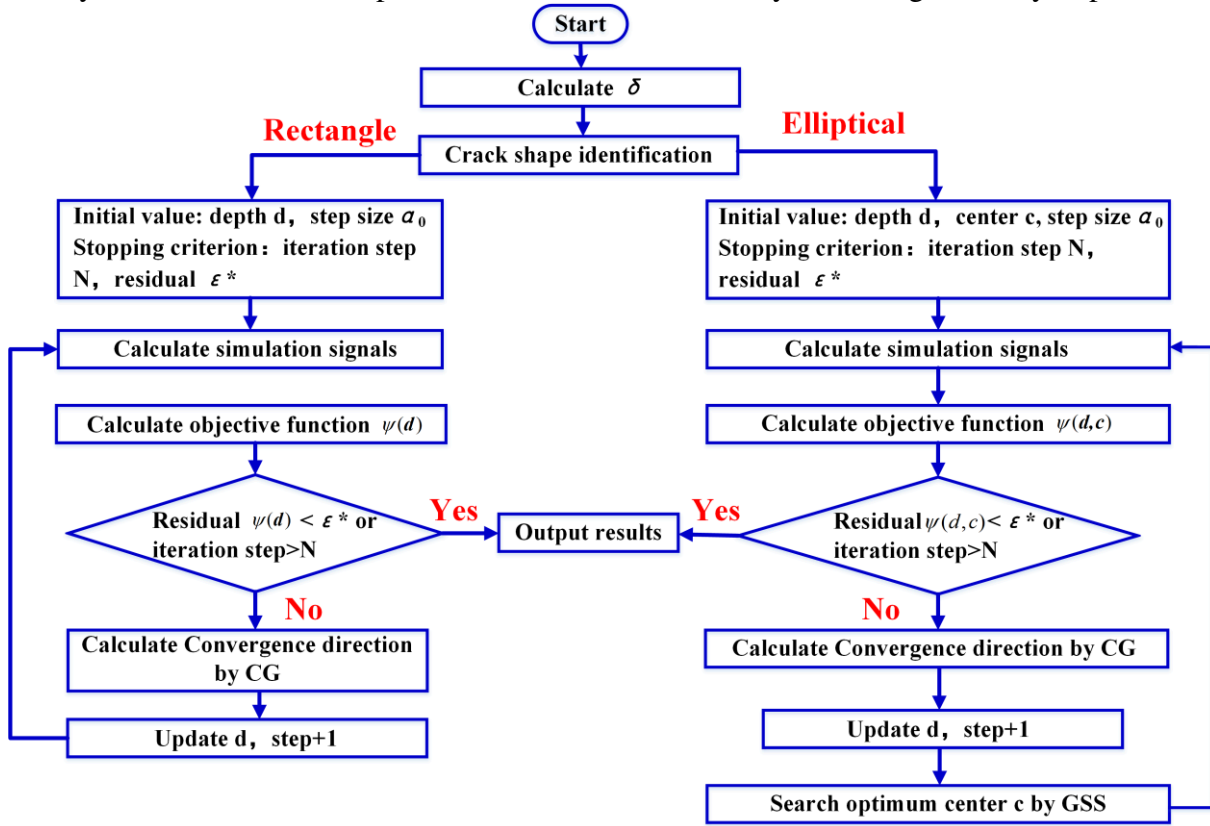 Start
Calculate δ
Rectangle
Elliptical
Crack shape identification
Initial value: depth d, step size α₀
Stopping criterion: iteration step
N, residual ε*
Calculate simulation signals
Calculate objective function ψ(d)
Residual ψ(d) < ε* or
iteration step>N
Yes
No
Calculate Convergence direction
by CG
Update d, step+1
Output results
Initial value: depth d, center c, step size α₀
Stopping criterion: iteration step N,
residual ε*
Calculate simulation signals
Calculate objective function ψ(d,c)
Residual ψ(d,c)< ε* or
iteration step>N
Yes
No
Calculate Convergence direction by CG
Update d, step+1
Search optimum center c by GSS